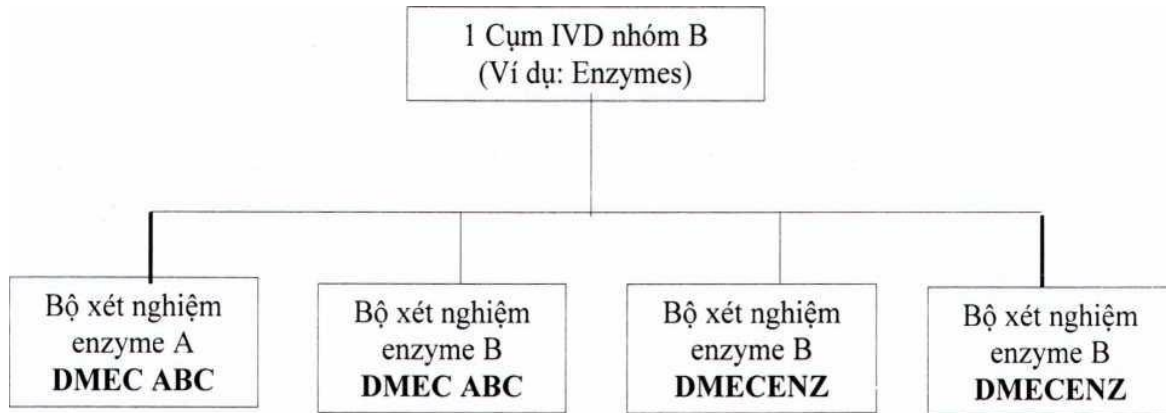 1 Cụm IVD nhóm B
(Ví dụ: Enzymes)
Bộ xét nghiệm
enzyme A
DMEC ABC
Bộ xét nghiệm
enzyme B
DMEC ABC
Bộ xét nghiệm
enzyme B
DMECENZ
Bộ xét nghiệm
enzyme B
DMECENZ